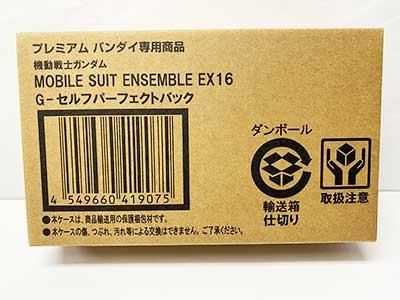 プレミアム バンダイ専用商品
機動戦士ガンダム
MOBILE SUIT ENSEMBLE EX16
G-セルフパーフェクトパック
4 549660 419075
ダンボール
輸送箱
仕切り
取扱注意
●本ケースは、商品輸送用の保護梱包材です。
●本ケースの傷、つぶれ、汚れ等による交換はできません。ご了承ください。